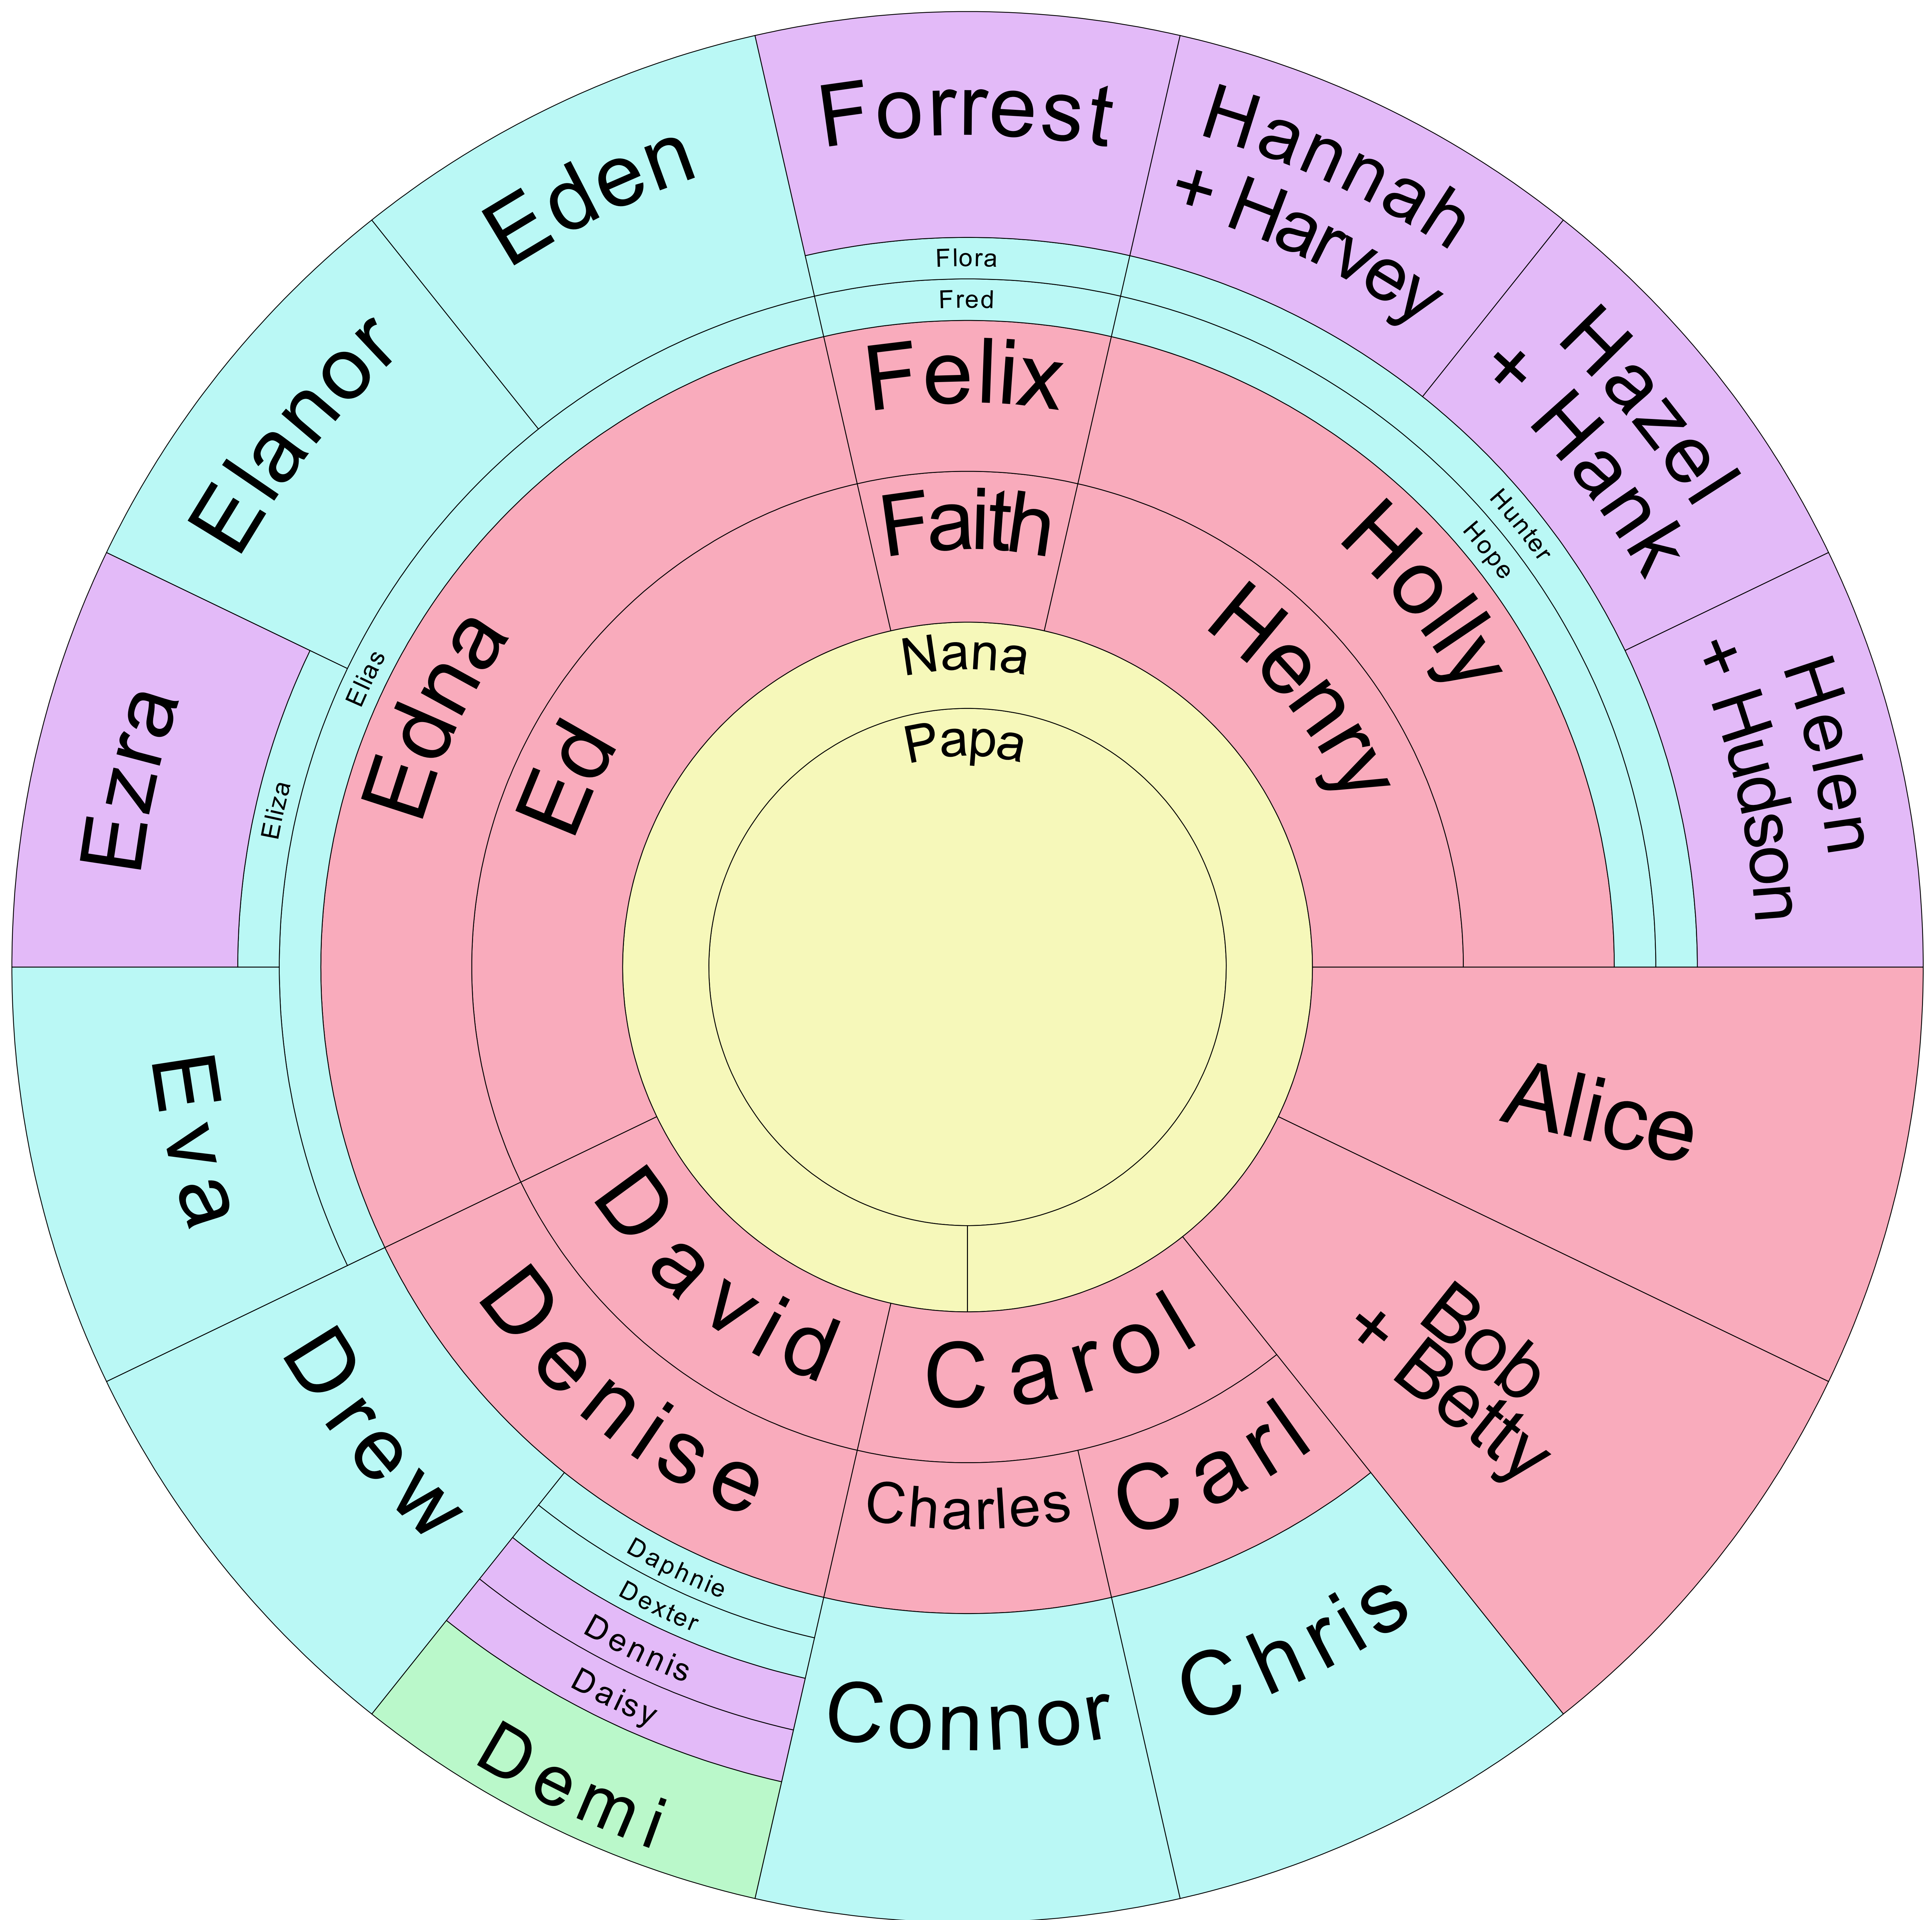 Papa
Nana
Alice
Bob
+ Betty
Carol
Carl
Charles
Chris
Connor
David
Denise
Daphnie
Dexter
Dennis
Daisy
Demi
Drew
Ed
Edna
Elias
Eva
Eliza
Ezra
Elanor
Eden
Faith
Felix
Fred
Flora
Forrest
Henry
Holly
Hope
Hunter
Hannah
+ Harvey
Hazel
+ Hank
Helen
+ Hudson